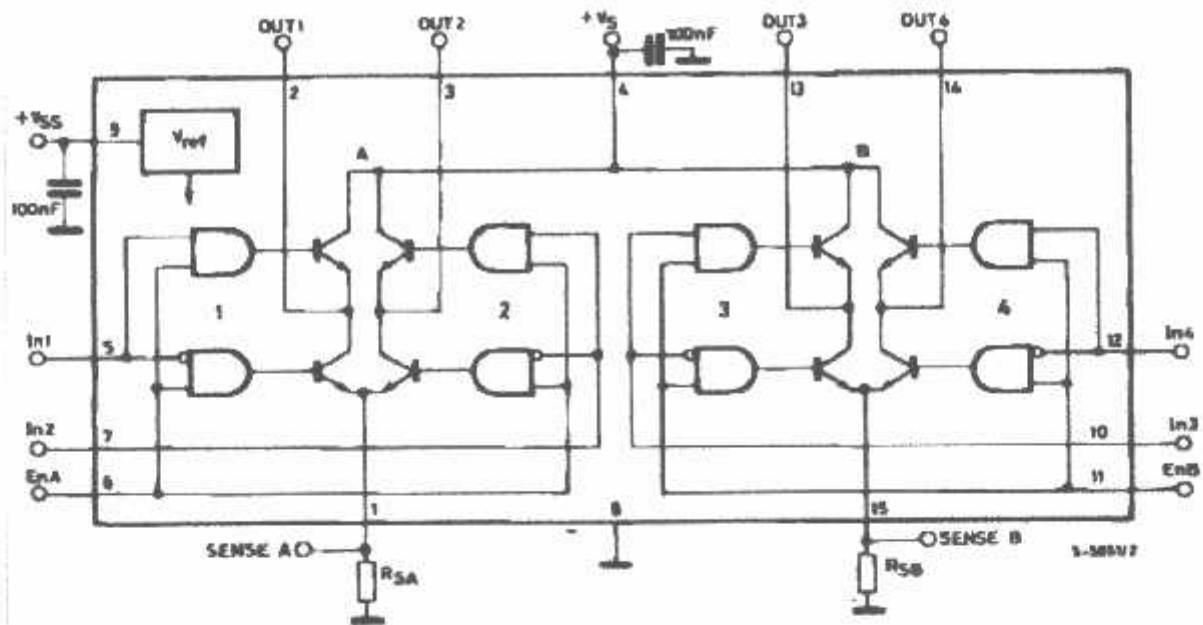 OUT1
OUT2
+VS
100nF
OUT3
OUT4
2
3
4
13
14
+VSS
9
Vref
100nF
A
B
1
2
3
4
In1
5
12
In4
In2
7
10
In3
EnA
6
11
EnB
1
8
15
SENSE A
SENSE B
RSA
RSB